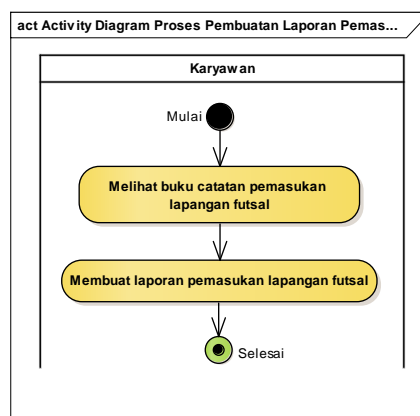 act Activity Diagram Proses Pembuatan Laporan Pemas...
Karyawan
Mulai
Melihat buku catatan pemasukan
lapangan futsal
Membuat laporan pemasukan lapangan futsal
Selesai